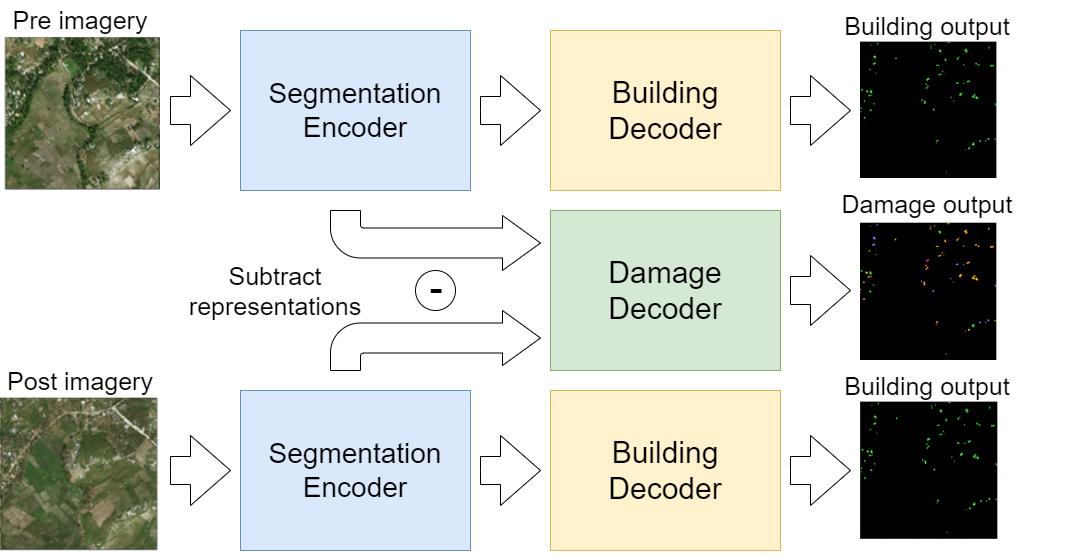 Pre imagery
Segmentation
Encoder
Building
Decoder
Building output
Subtract
representations
-
Damage
Decoder
Damage output
Post imagery
Segmentation
Encoder
Building
Decoder
Building output